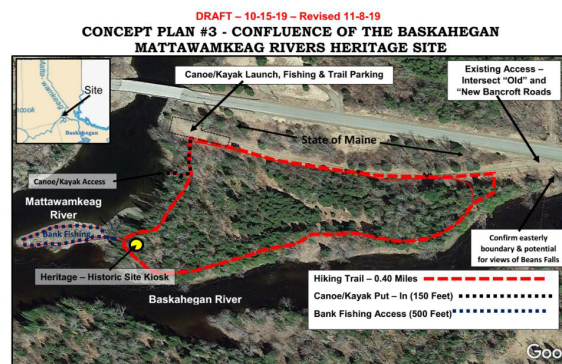 DRAFT – 10-15-19 – Revised 11-8-19
CONCEPT PLAN #3 - CONFLUENCE OF THE BASKAHEGAN
MATTAWAMKEAG RIVERS HERITAGE SITE
Canoe/Kayak Launch, Fishing & Trail Parking
Existing Access –
Intersect "Old" and
"New Bancroft Roads
Site
Baskahegan
State of Maine
Canoe/Kayak Access
Mattawamkeag
River
Bank Fishing
Heritage – Historic Site Kiosk
Baskahegan River
Confirm easterly
boundary & potential
for views of Beans Falls
Hiking Trail – 0.40 Miles
Canoe/Kayak Put – In (150 Feet)
Bank Fishing Access (500 Feet)
Goo